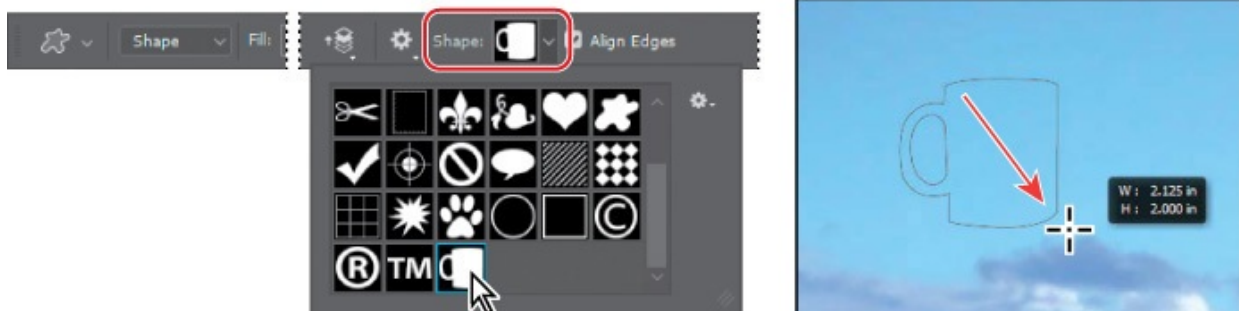 Shape Fill: Shape: Align Edges
® TM
©
W : 2.125 in
H : 2.000 in